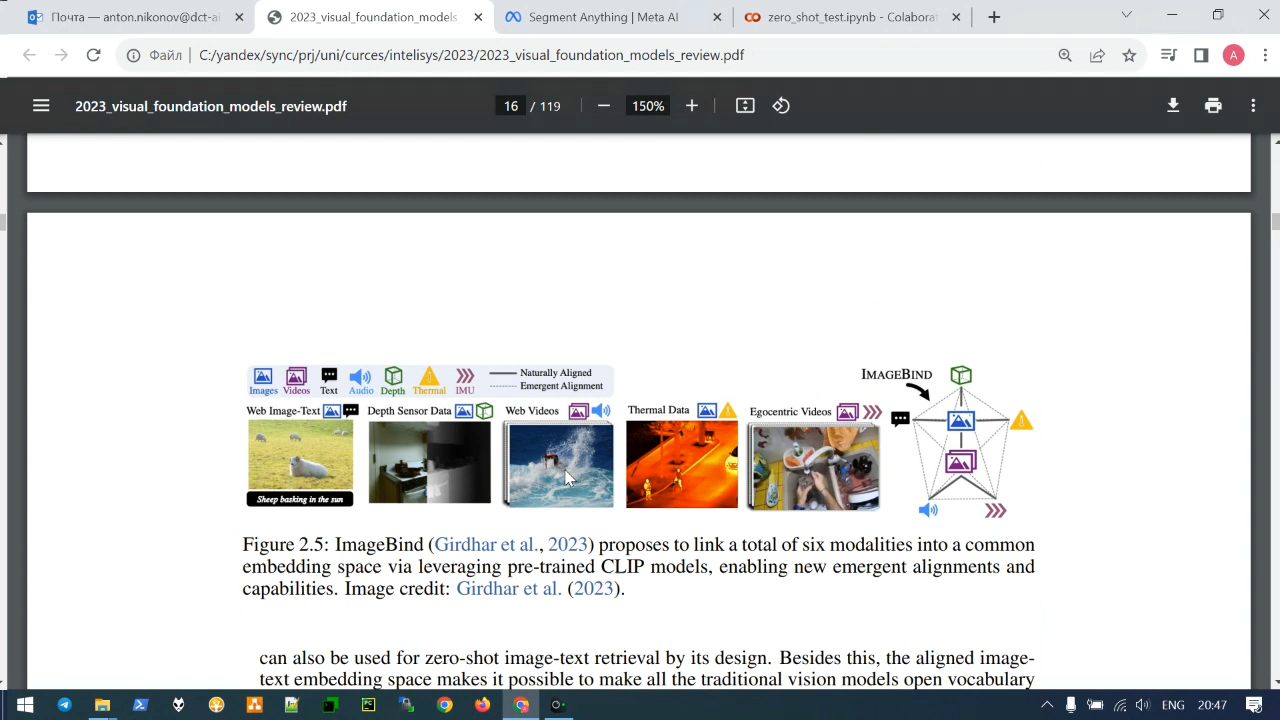 Почта — anton.nikonov@dct-ai
2023_visual_foundation_models
Segment Anything | Meta AI
zero_shot_test.ipynb - Colaborat
Файл
C:/yandex/sync/prj/uni/curces/intelisys/2023/2023_visual_foundation_models_review.pdf
A
2023_visual_foundation_models_review.pdf
16 / 119
150%
Images Videos Text Audio Depth Thermal IMU
Naturally Aligned
Emergent Alignment
IMAGEBIND
Web Image-Text
Depth Sensor Data
Web Videos
Thermal Data
Egocentric Videos
Sheep basking in the sun
Figure 2.5: ImageBind (Girdhar et al., 2023) proposes to link a total of six modalities into a common
embedding space via leveraging pre-trained CLIP models, enabling new emergent alignments and
capabilities. Image credit: Girdhar et al. (2023).
can also be used for zero-shot image-text retrieval by its design. Besides this, the aligned image-
text embedding space makes it possible to make all the traditional vision models open vocabulary
ENG
20:47